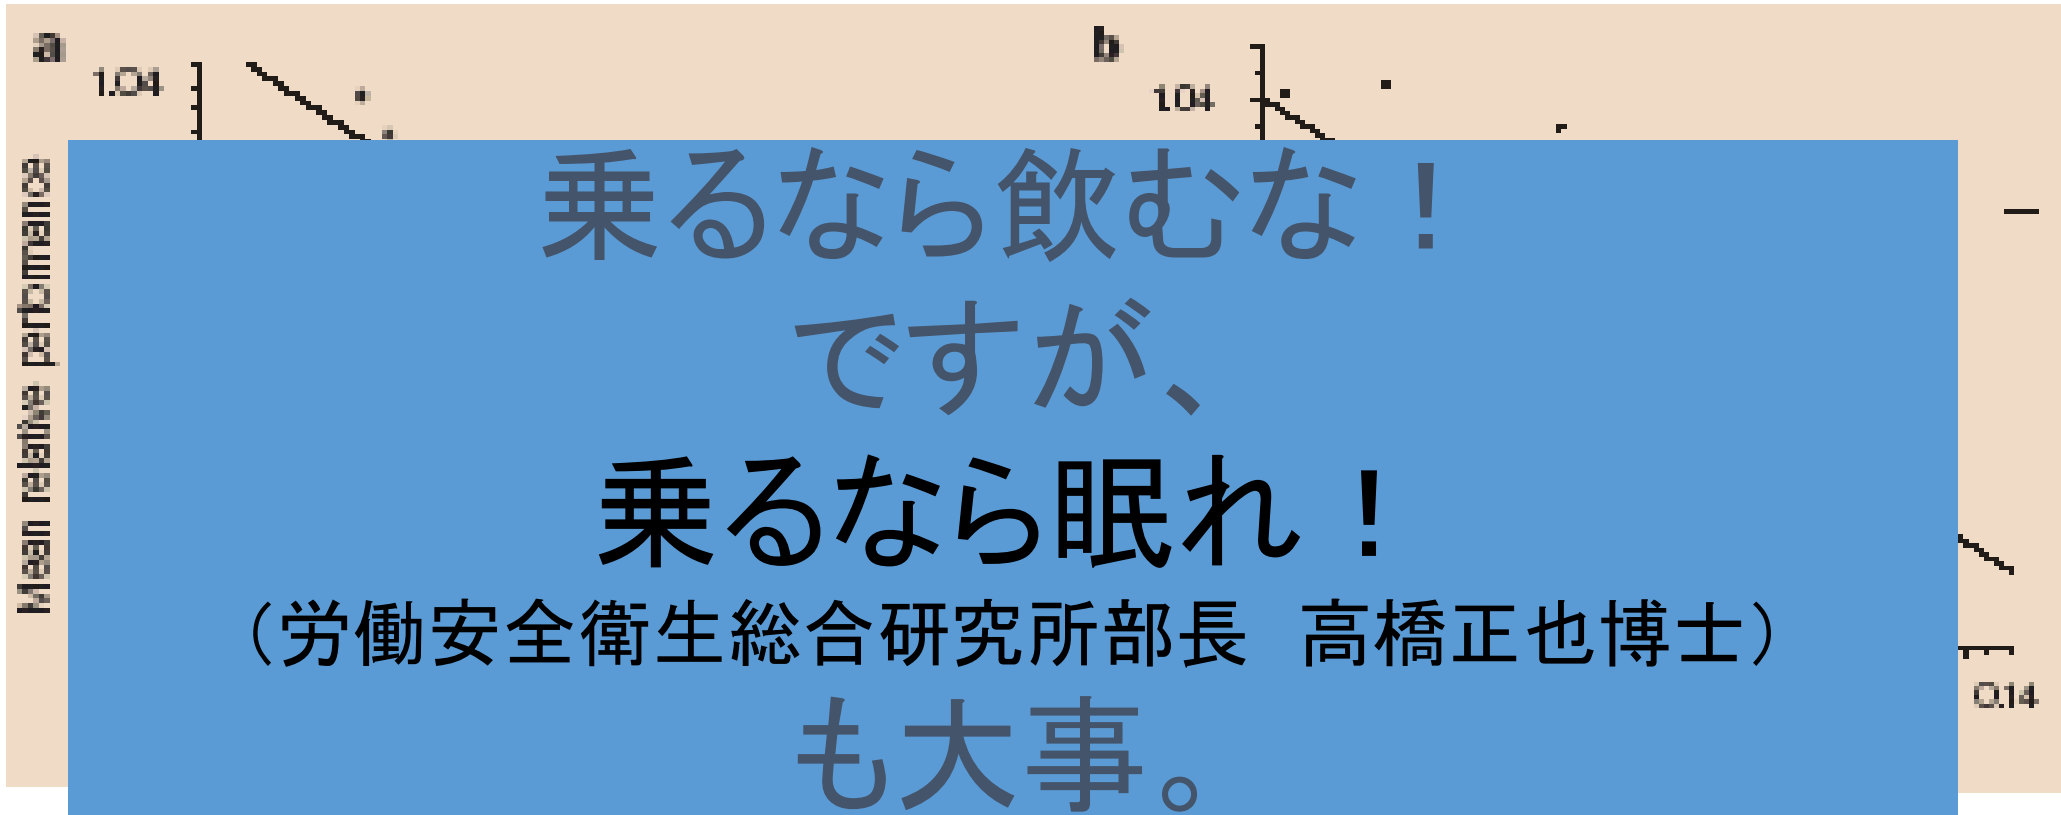 a
b
1.04
1.04
Mean relative performance
乗るなら飲むな！
ですが、
乗るなら眠れ！
（労働安全衛生総合研究所部長　高橋正也博士）
も大事。
0.14